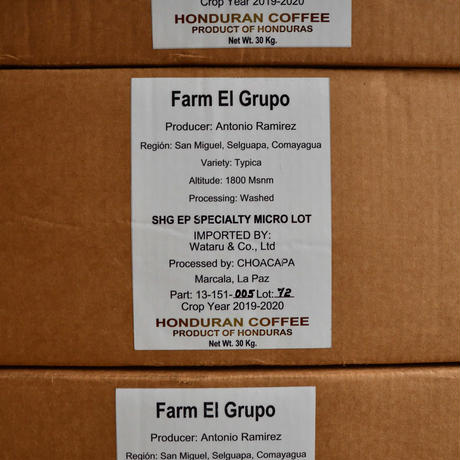 Crop Year 2019-2020
HONDURAN COFFEE
PRODUCT OF HONDURAS
Net Wt. 30 Kg.
Farm El Grupo
Producer: Antonio Ramirez
Región: San Miguel, Selguapa, Comayagua
Variety: Typica
Altitude: 1800 Msnm
Processing: Washed
SHG EP SPECIALTY MICRO LOT
IMPORTED BY:
Wataru & Co., Ltd
Processed by: CHOACAPA
Marcala, La Paz
Part: 13-151-005 Lot: 72
Crop Year 2019-2020
HONDURAN COFFEE
PRODUCT OF HONDURAS
Net Wt. 30 Kg.
Farm El Grupo
Producer: Antonio Ramirez
Región: San Miguel, Selguapa, Comayagua